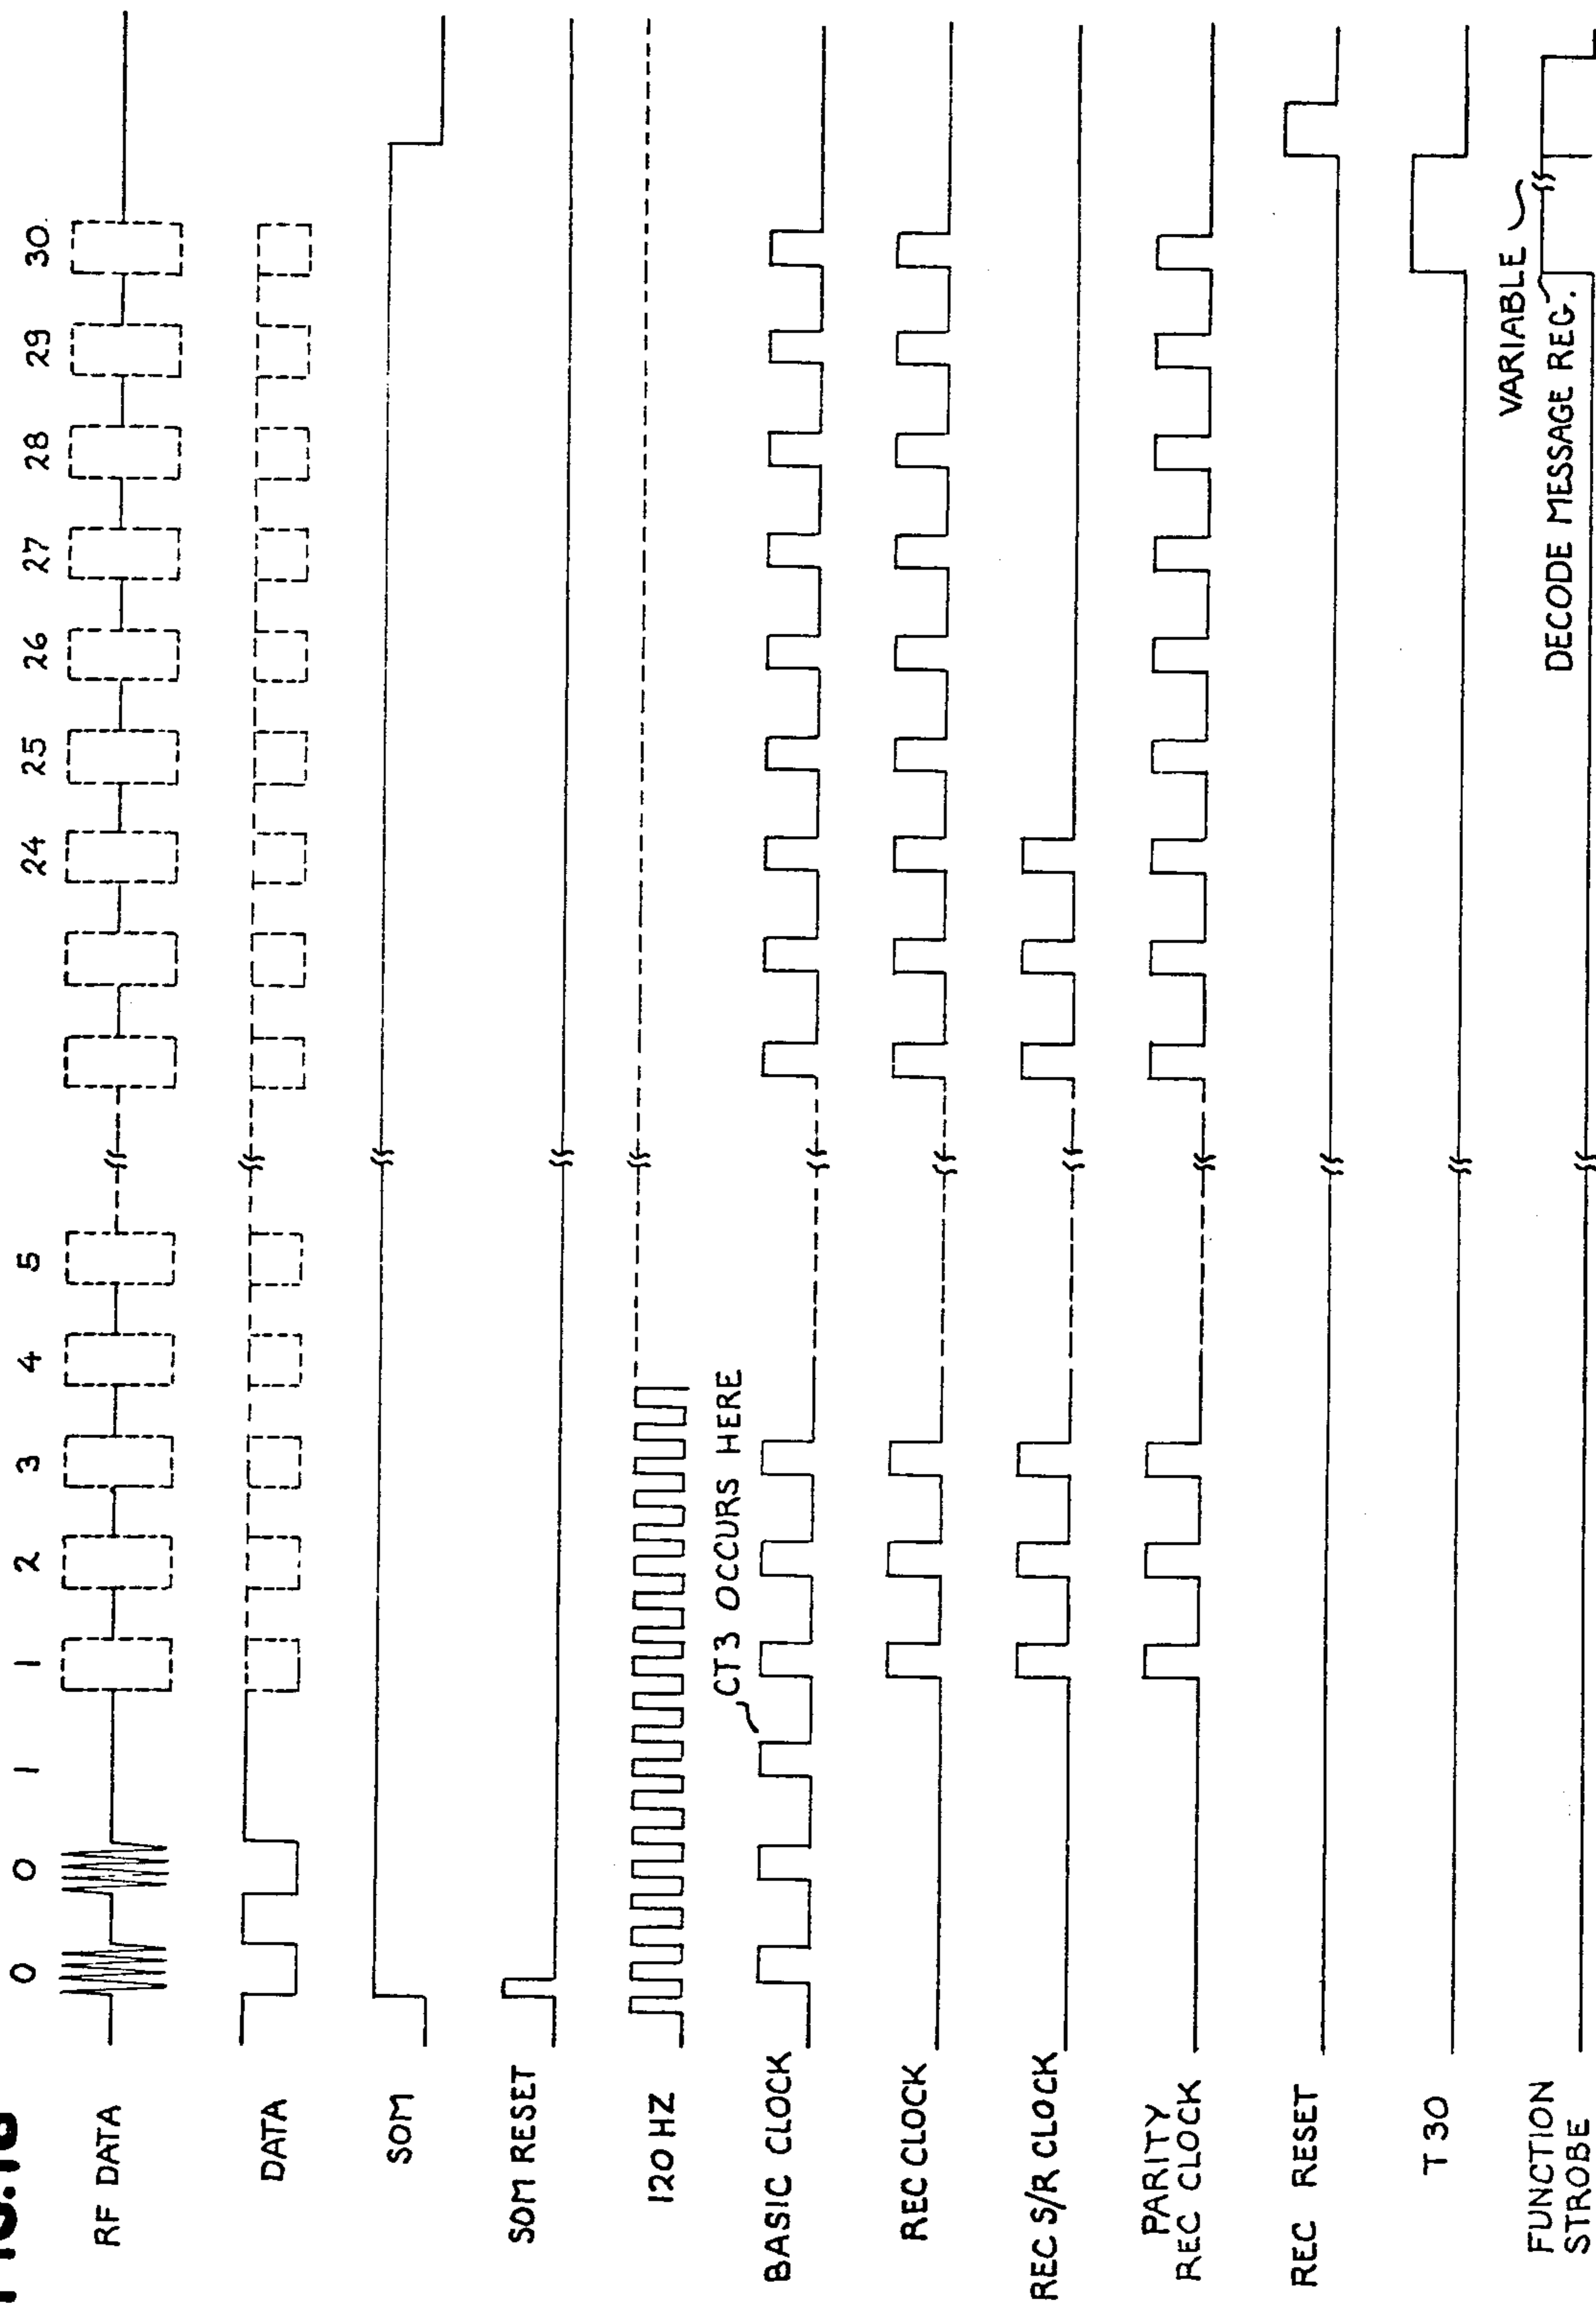 0 0 1 1 2 3 4 5 24 25 26 27 28 29 30
RF DATA
DATA
SOM
SOM RESET
120 HZ
CT3 OCCURS HERE
BASIC CLOCK
REC CLOCK
REC S/R CLOCK
PARITY
REC CLOCK
REC RESET
T 30
VARIABLE
DECODE MESSAGE REG.
FUNCTION
STROBE